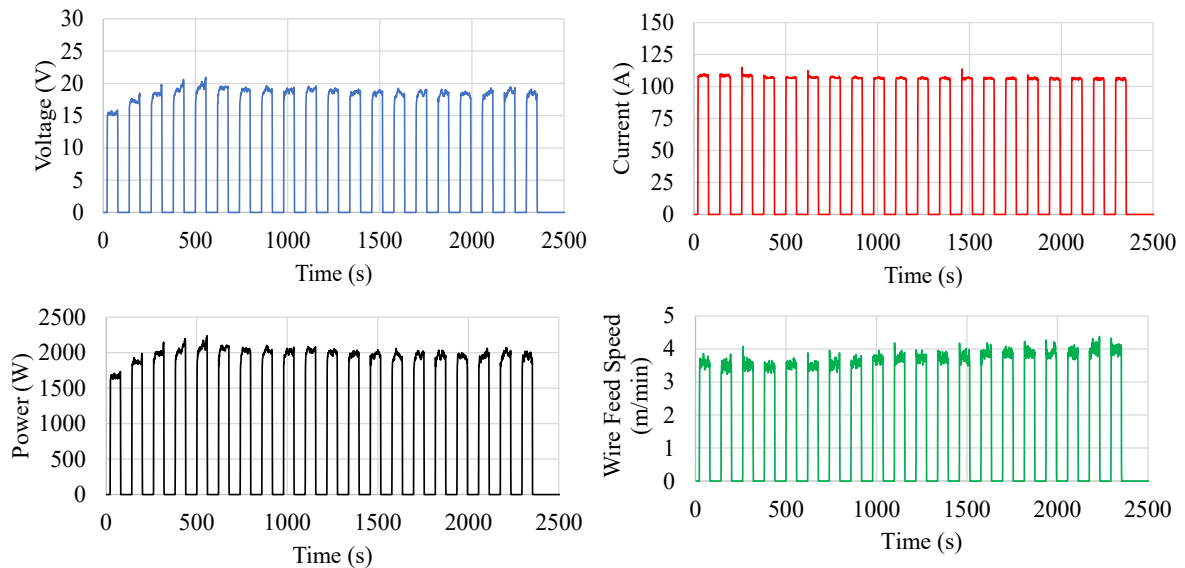 30
25
20
15
10
5
0
Voltage (V)
0 500 1000 1500 2000 2500
Time (s)
150
125
100
75
50
25
0
Current (A)
0 500 1000 1500 2000 2500
Time (s)
2500
2000
1500
1000
500
0
Power (W)
0 500 1000 1500 2000 2500
Time (s)
5
4
3
2
1
0
Wire Feed Speed
(m/min)
0 500 1000 1500 2000 2500
Time (s)